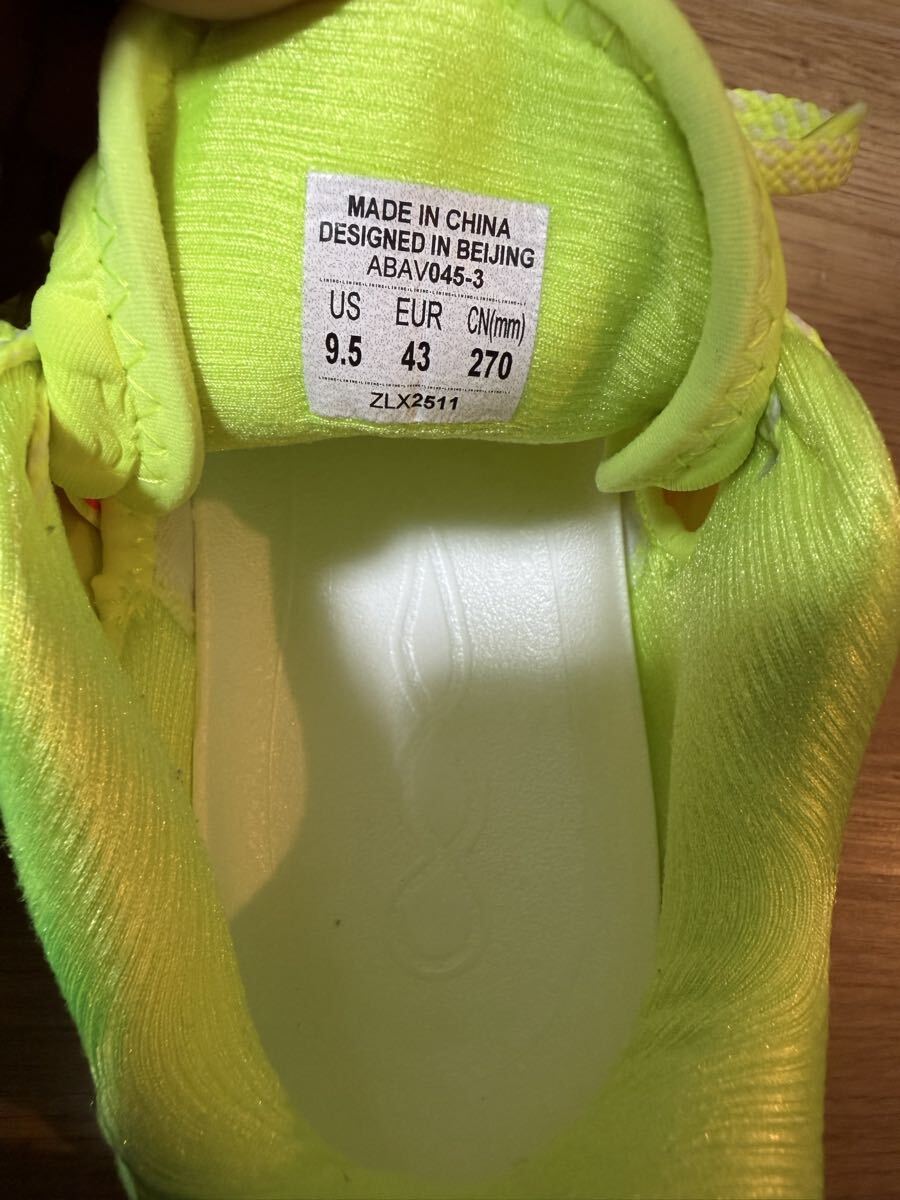 MADE IN CHINA
DESIGNED IN BEIJING
ABAV045-3
US EUR CN(mm)
9.5 43 270
ZLX2511